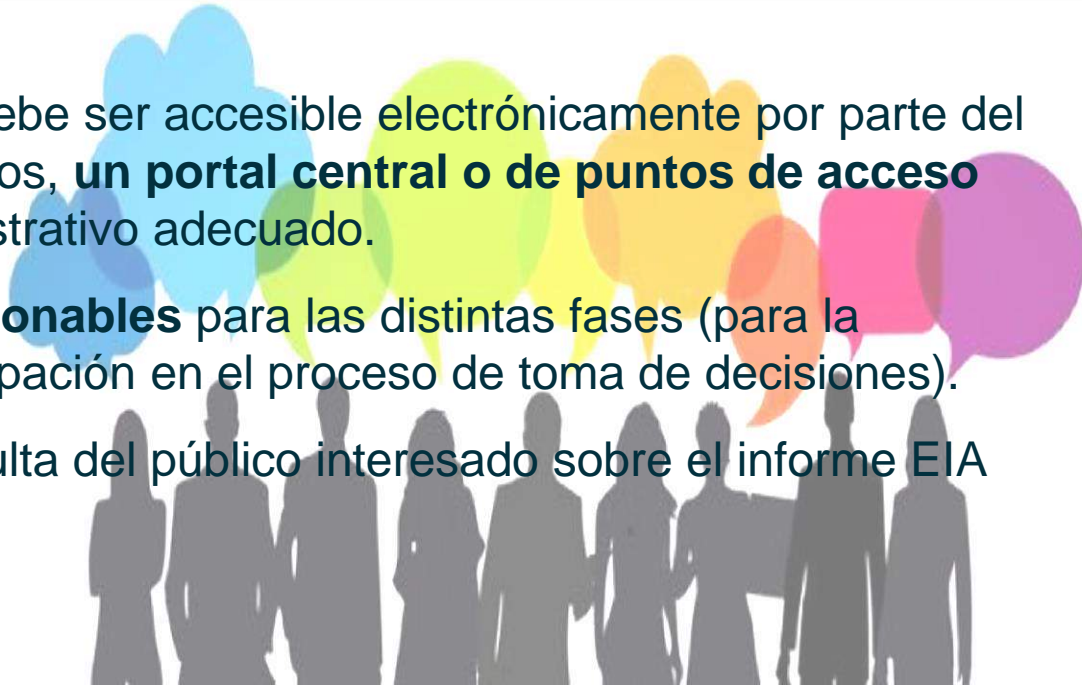 ebe ser accesible electrónicamente por parte del
os, un portal central o de puntos de acceso
strativo adecuado.
onables para las distintas fases (para la
pación en el proceso de toma de decisiones).
ulta del público interesado sobre el informe EIA